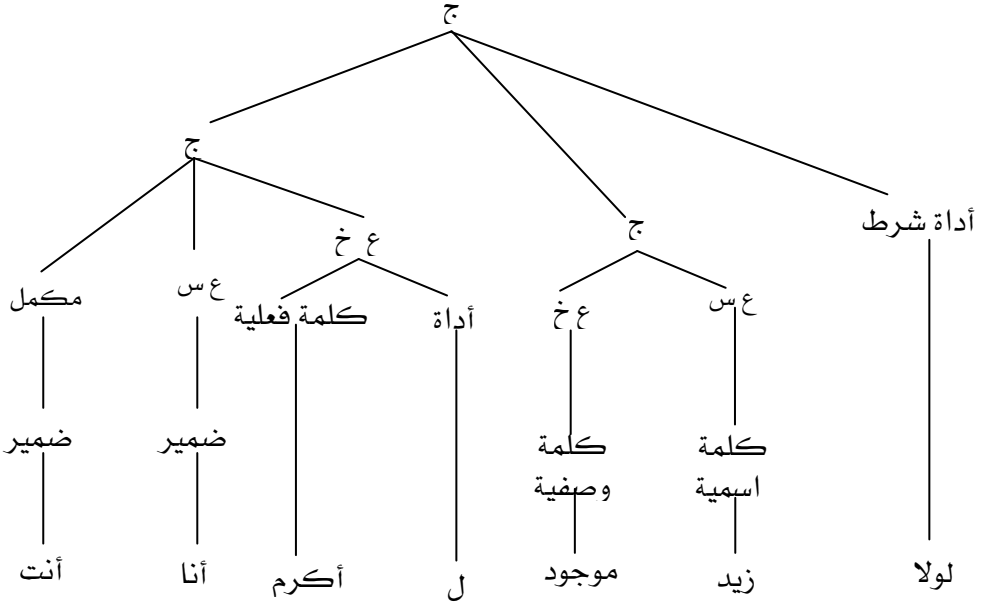 ج
ج
أداة شرط
ج
ع خ
ع س
ع خ
أداة
كلمة فعلية
ع س
مكمل
كلمة
اسمية
كلمة
وصفية
ضمير
ضمير
لولا
زيد
موجود
ل
أكرم
أنا
أنت